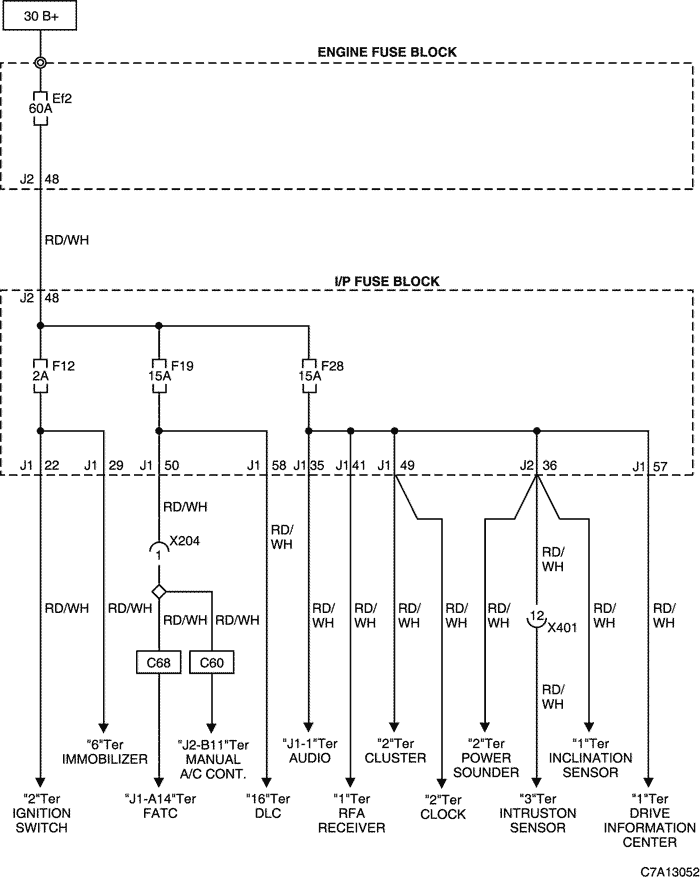 30 B+
ENGINE FUSE BLOCK
Ef2
60A
J2 48
RD/WH
I/P FUSE BLOCK
J2 48
F12
2A
F19
15A
F28
15A
J1 22
J1 29
J1 50
J1 58
J1 35
J1 41
J1 49
J2 36
J1 57
RD/WH
X204
1
RD/
WH
RD/
WH
12
X401
RD/WH
RD/WH
RD/WH
RD/WH
RD/
WH
RD/
WH
RD/
WH
RD/
WH
RD/
WH
RD/
WH
RD/
WH
C68
C60
RD/
WH
"6"Ter
IMMOBILIZER
"J2-B11"Ter
MANUAL
A/C CONT.
"J1-1"Ter
AUDIO
"2"Ter
CLUSTER
"2"Ter
POWER
SOUNDER
"1"Ter
INCLINATION
SENSOR
"2"Ter
IGNITION
SWITCH
"J1-A14"Ter
FATC
"16"Ter
DLC
"1"Ter
RFA
RECEIVER
"2"Ter
CLOCK
"3"Ter
INTRUSTON
SENSOR
"1"Ter
DRIVE
INFORMATION
CENTER
C7A13052